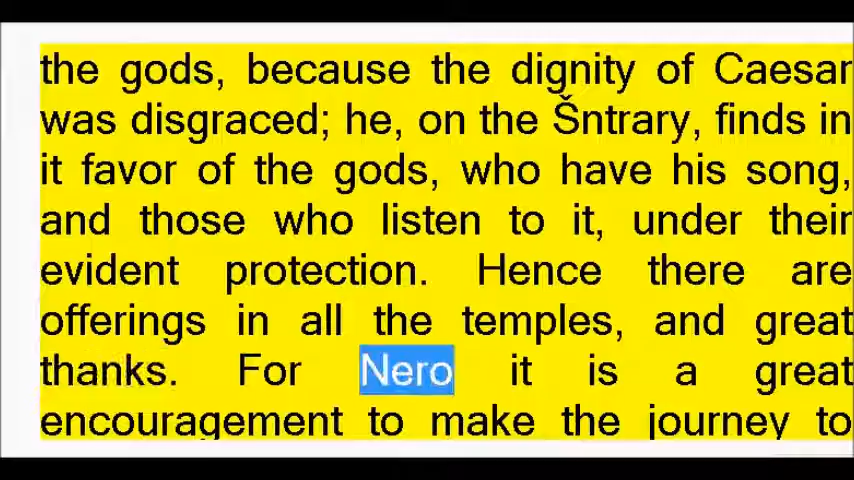 the gods, because the dignity of Caesar
was disgraced; he, on the Šntrary, finds in
it favor of the gods, who have his song,
and those who listen to it, under their
evident protection. Hence there are
offerings in all the temples, and great
thanks. For Nero it is a great
encouragement to make the journey to